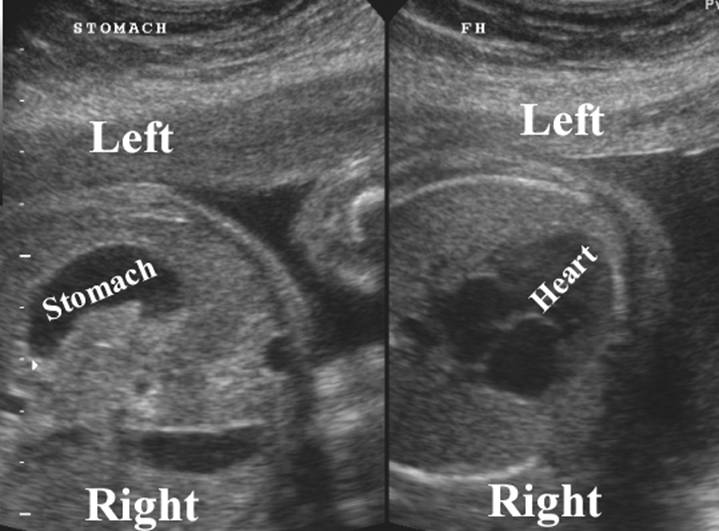 STOMACH
Left
Stomach
Right
FH
Left
Heart
Right